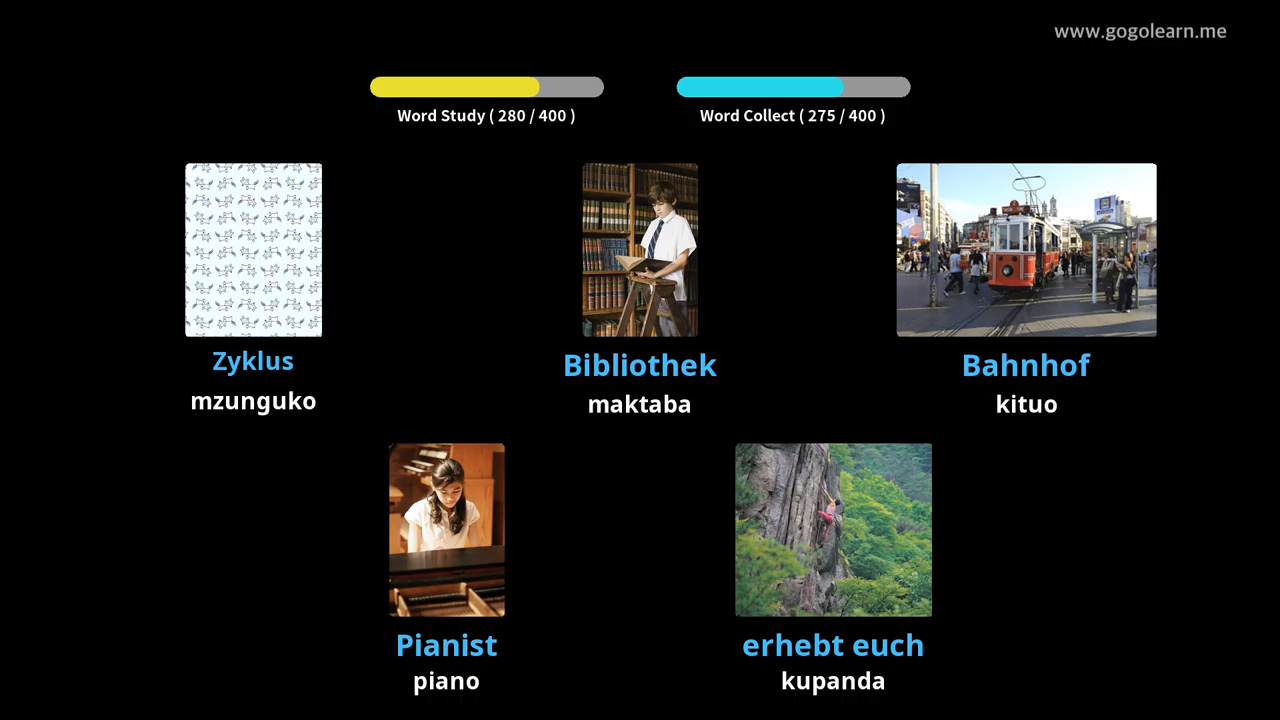 www.gogolearn.me
Word Study ( 280 / 400 )
Word Collect ( 275 / 400 )
Zyklus
mzunguko
Bibliothek
maktaba
Bahnhof
kituo
Pianist
piano
erhebt euch
kupanda